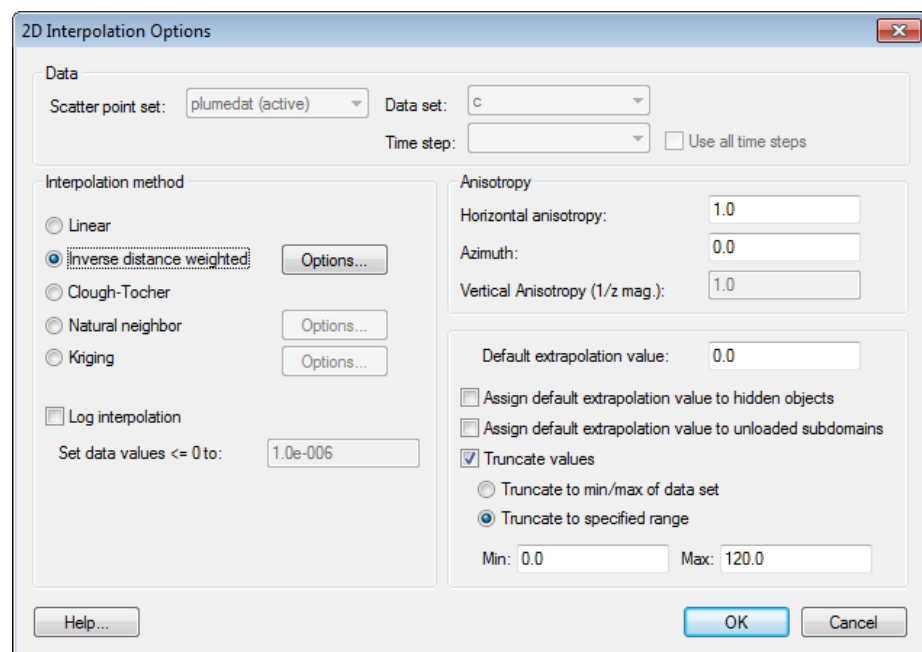 2D Interpolation Options
Data
Scatter point set: plumedat (active) Data set: c
Time step: Use all time steps
Interpolation method
Linear
Inverse distance weighted Options...
Clough-Tocher
Natural neighbor Options...
Kriging Options...
Log interpolation
Set data values <= 0 to: 1.0e-006
Anisotropy
Horizontal anisotropy: 1.0
Azimuth: 0.0
Vertical Anisotropy (1/z mag.): 1.0
Default extrapolation value: 0.0
Assign default extrapolation value to hidden objects
Assign default extrapolation value to unloaded subdomains
Truncate values
Truncate to min/max of data set
Truncate to specified range
Min: 0.0 Max: 120.0
Help... OK Cancel